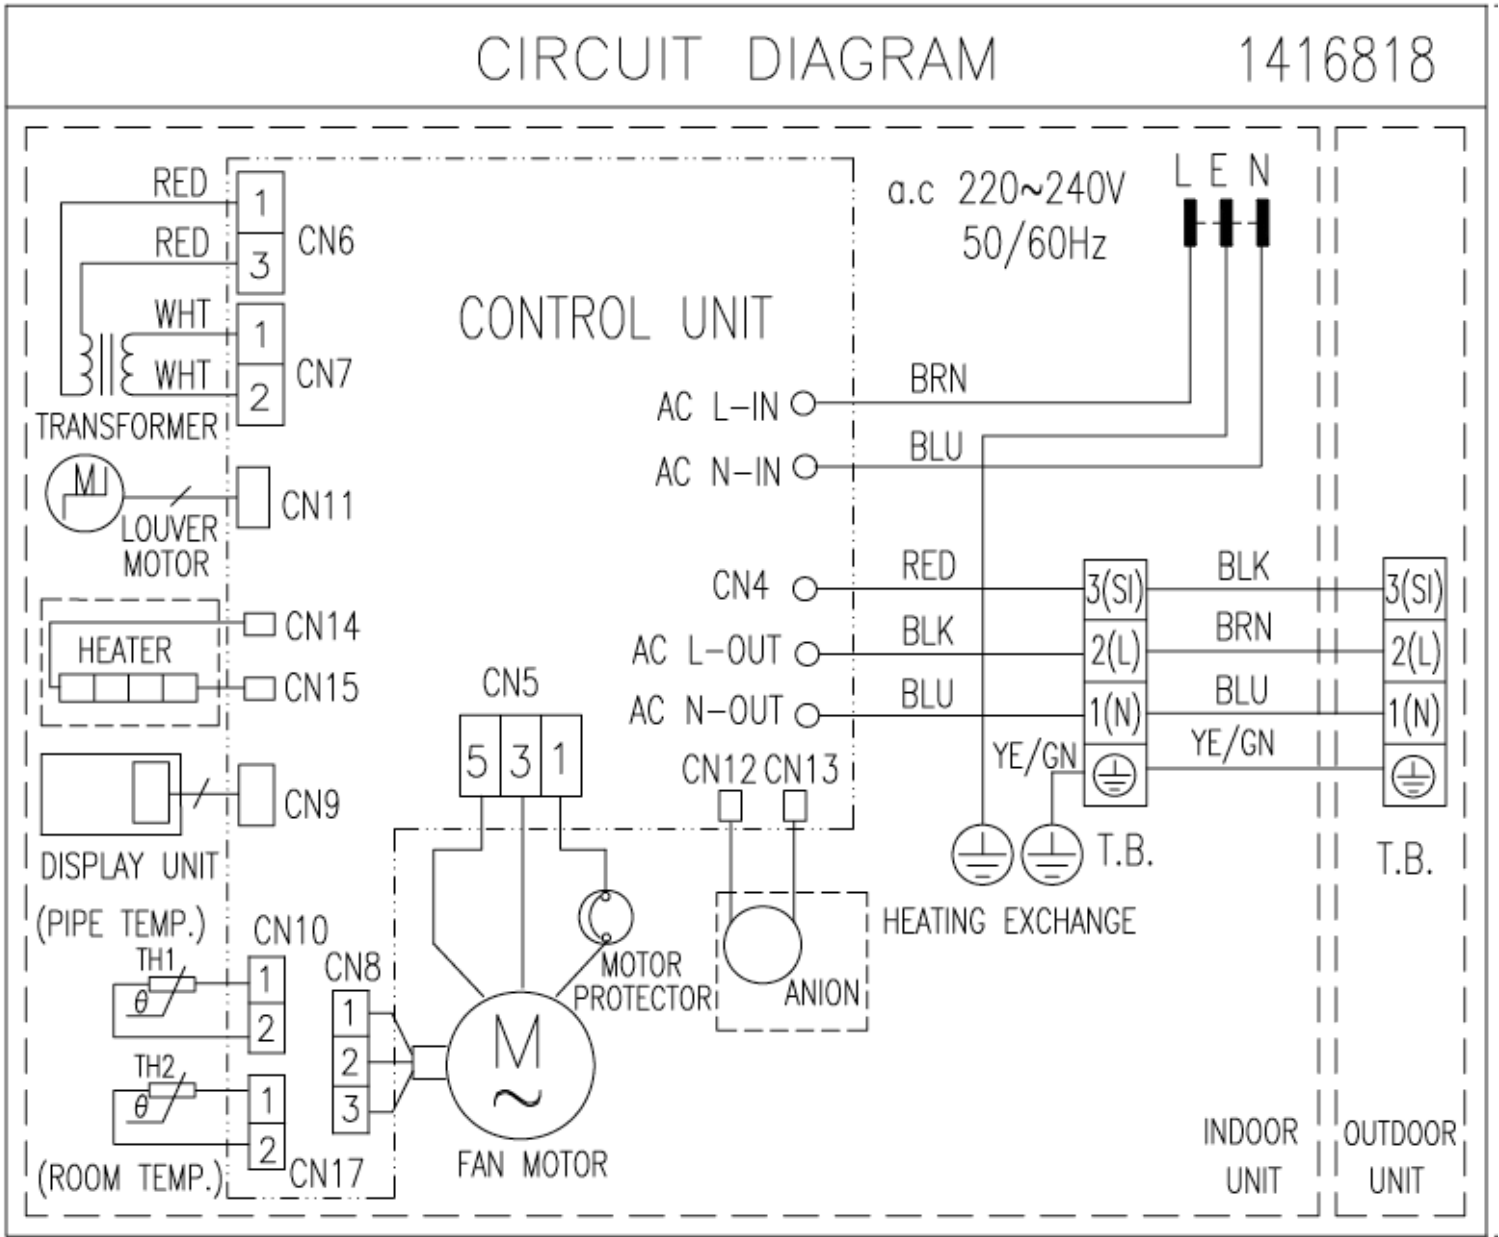 CIRCUIT DIAGRAM 1416818
RED
1
RED
3
CN6
WHT
1
WHT
2
CN7
TRANSFORMER
CONTROL UNIT
a.c 220~240V
50/60Hz
L E N
AC L-IN
BRN
AC N-IN
BLU
M
CN11
LOUVER
MOTOR
HEATER
CN14
CN15
CN4
RED
3(SI)
BLK
3(SI)
AC L-OUT
BLK
2(L)
BRN
2(L)
AC N-OUT
BLU
1(N)
BLU
1(N)
YE/GN
YE/GN
T.B.
T.B.
CN5
5 3 1
CN12 CN13
CN9
DISPLAY UNIT
HEATING EXCHANGE
ANION
MOTOR
PROTECTOR
(PIPE TEMP.)
CN10
TH1
θ
1
2
CN8
1
2
3
M
~
FAN MOTOR
TH2
θ
1
2
CN17
(ROOM TEMP.)
INDOOR
UNIT
OUTDOOR
UNIT